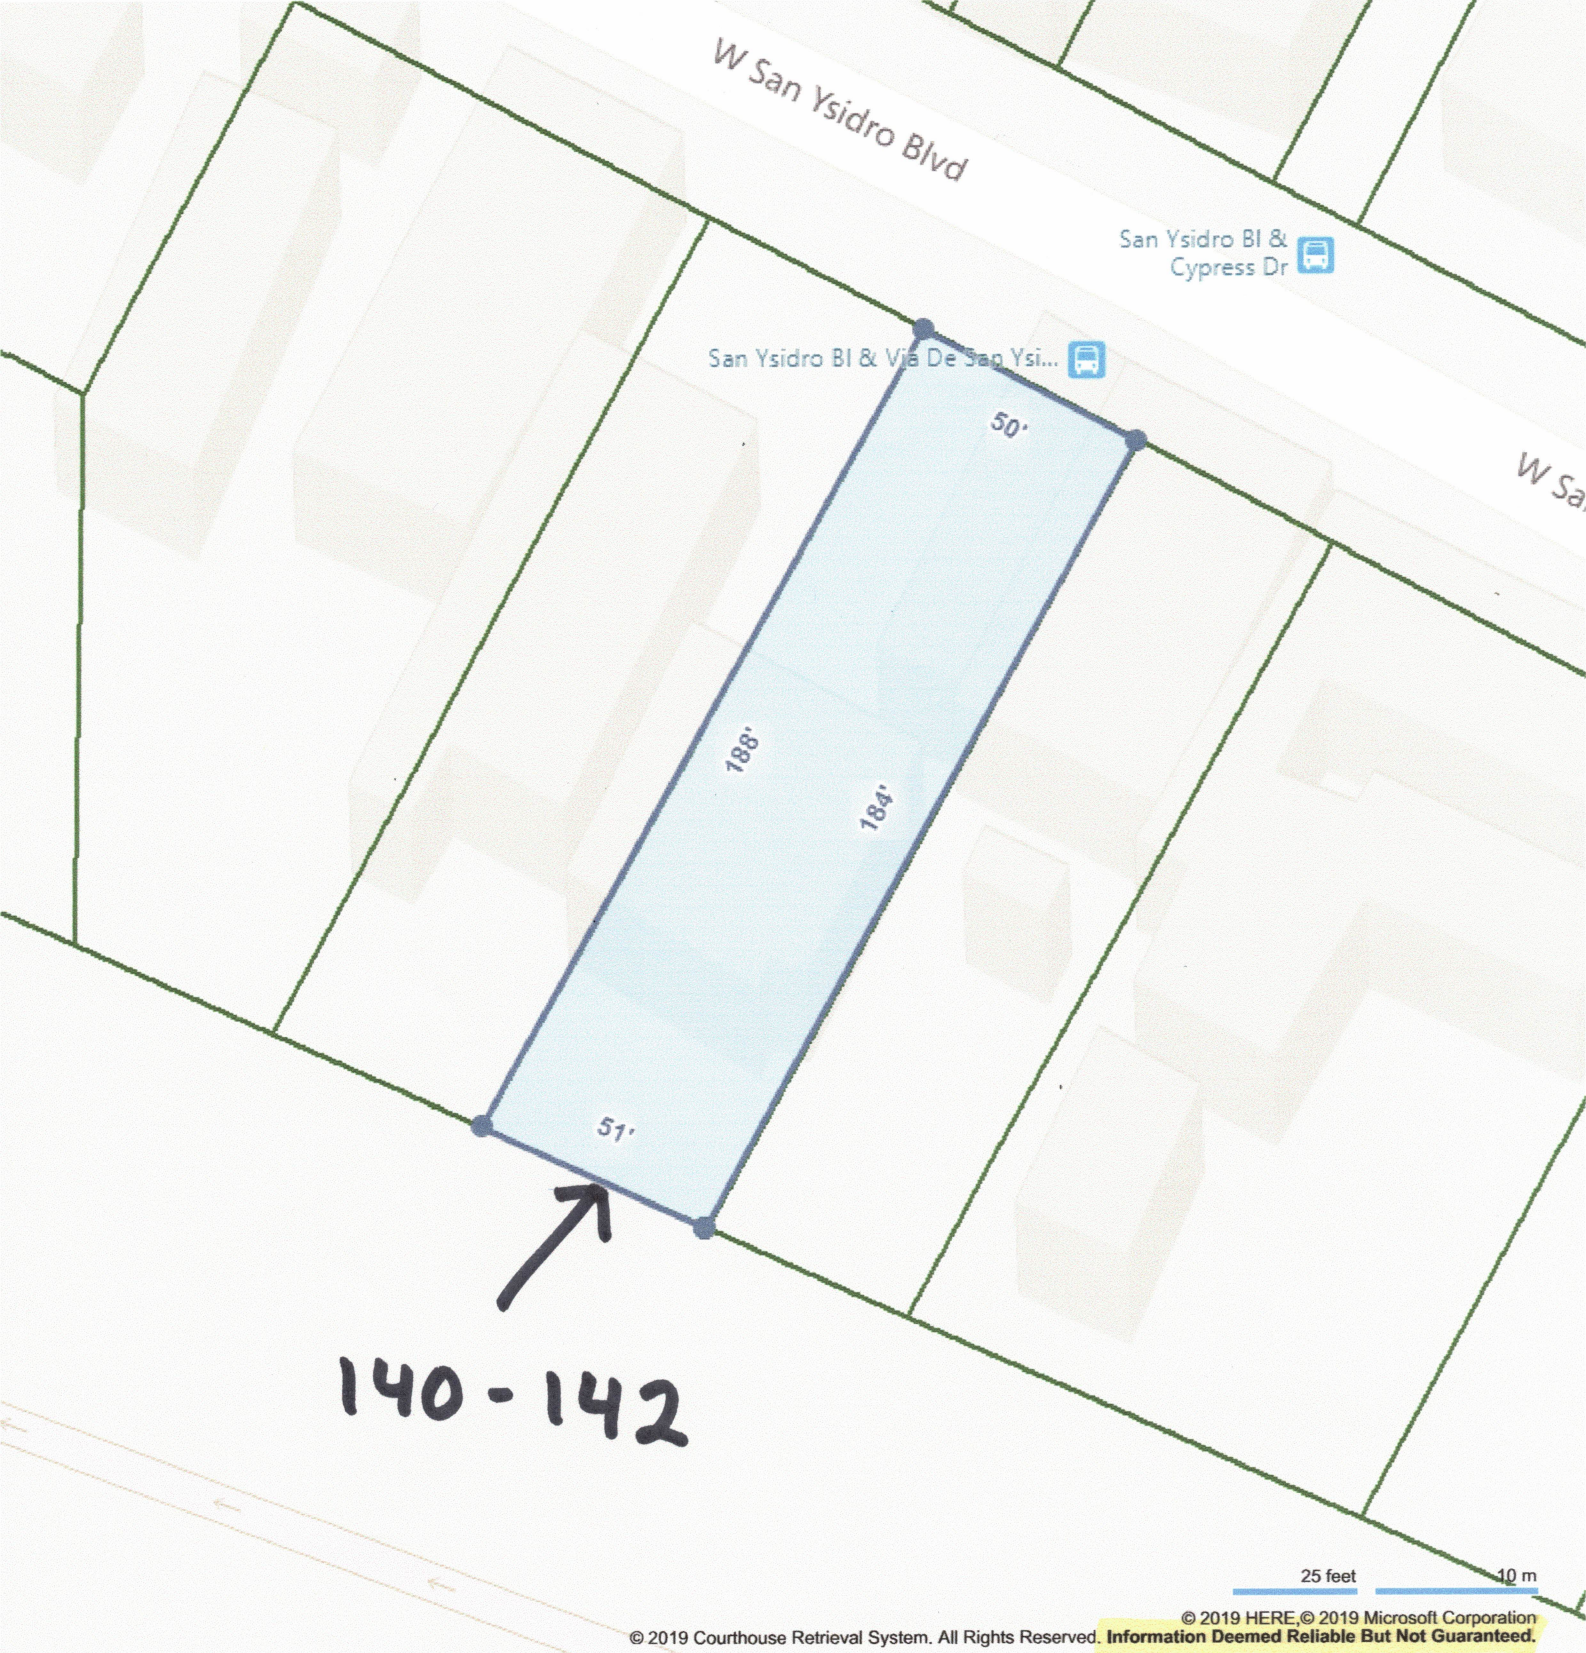 W San Ysidro Blvd
San Ysidro Bl &
Cypress Dr
San Ysidro Bl & Via De San Ysi...
50'
W Sa
188'
184'
51'
140-142
25 feet
10 m
© 2019 HERE,© 2019 Microsoft Corporation
© 2019 Courthouse Retrieval System. All Rights Reserved. Information Deemed Reliable But Not Guaranteed.